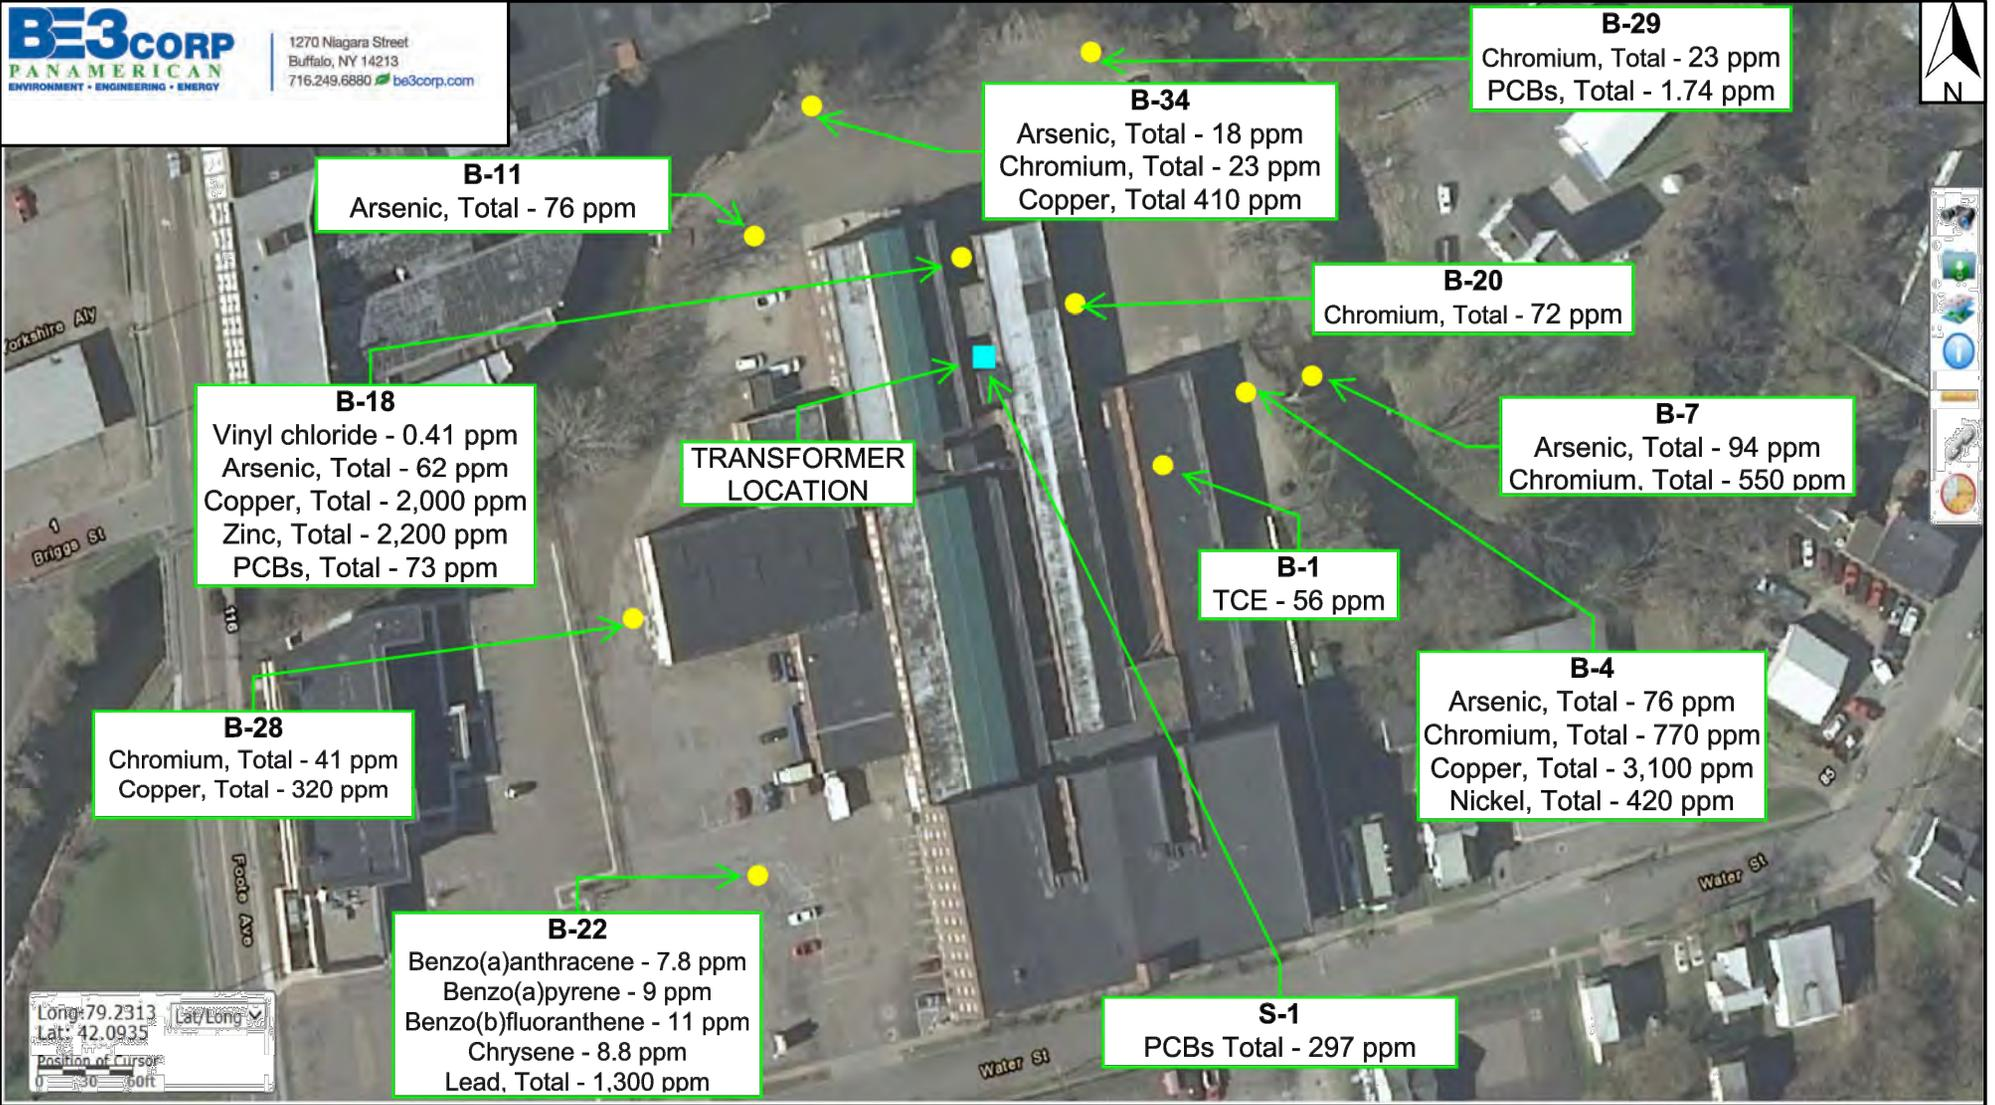 BE3CORP
PANAMERICAN
ENVIRONMENT • ENGINEERING • ENERGY
1270 Niagara Street
Buffalo, NY 14213
716.249.6880 be3corp.com
B-29
Chromium, Total - 23 ppm
PCBs, Total - 1.74 ppm
N
B-34
Arsenic, Total - 18 ppm
Chromium, Total - 23 ppm
Copper, Total 410 ppm
B-11
Arsenic, Total - 76 ppm
B-20
Chromium, Total - 72 ppm
Yorkshire Aly
B-18
Vinyl chloride - 0.41 ppm
Arsenic, Total - 62 ppm
Copper, Total - 2,000 ppm
Zinc, Total - 2,200 ppm
PCBs, Total - 73 ppm
TRANSFORMER
LOCATION
B-7
Arsenic, Total - 94 ppm
Chromium, Total - 550 ppm
1
Briggs St
B-1
TCE - 56 ppm
116
B-4
Arsenic, Total - 76 ppm
Chromium, Total - 770 ppm
Copper, Total - 3,100 ppm
Nickel, Total - 420 ppm
B-28
Chromium, Total - 41 ppm
Copper, Total - 320 ppm
85
Foote Ave
Water St
B-22
Benzo(a)anthracene - 7.8 ppm
Benzo(a)pyrene - 9 ppm
Benzo(b)fluoranthene - 11 ppm
Chrysene - 8.8 ppm
Lead, Total - 1,300 ppm
S-1
PCBs Total - 297 ppm
Water St
Long:79.2313
Lat: 42.0935
Lat/Long
Position of Cursor
0 30 60ft